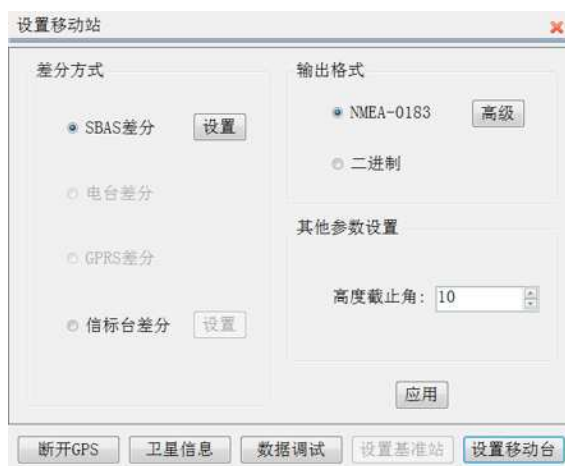 设置移动站
差分方式
SBAS差分 设置
电台差分
GPRS差分
信标台差分 设置
输出格式
NMEA-0183 高级
二进制
其他参数设置
高度截止角: 10
应用
断开GPS 卫星信息 数据调试 设置基准站 设置移动台